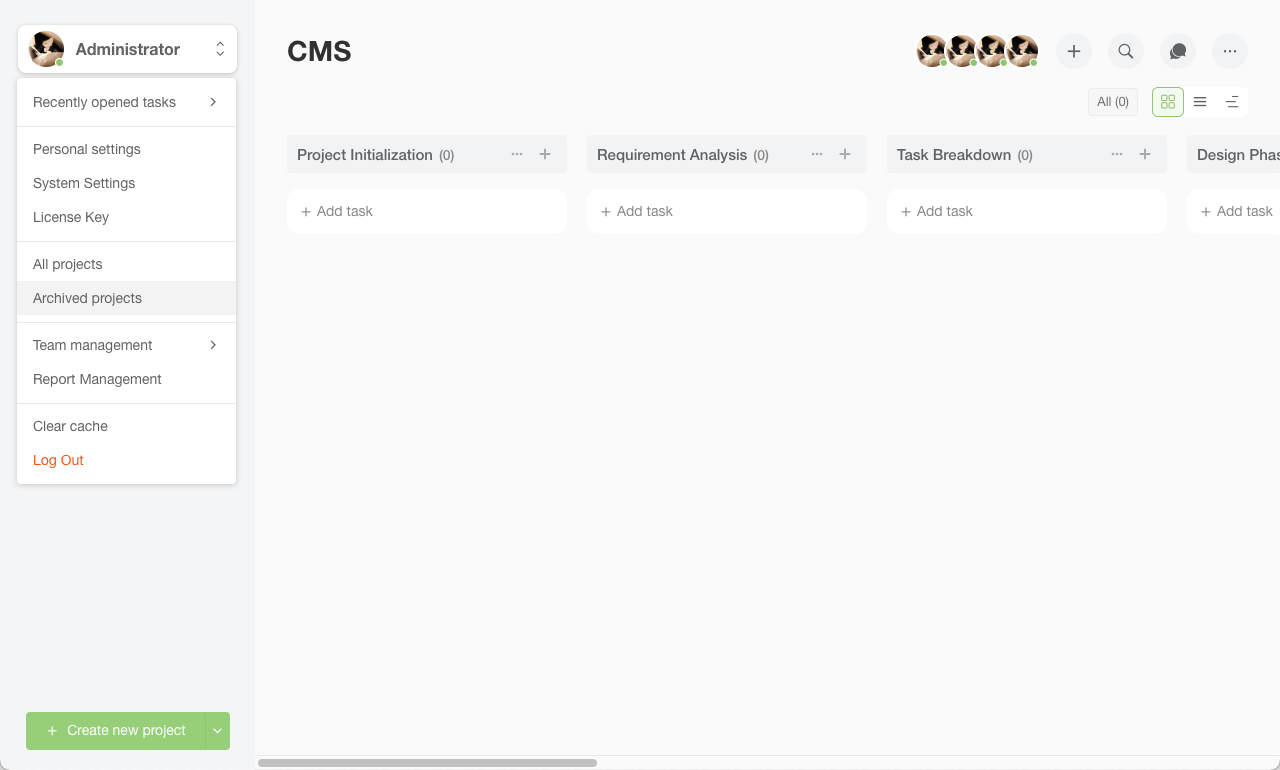 Administrator
Recently opened tasks
Personal settings
System Settings
License Key
All projects
Archived projects
Team management
Report Management
Clear cache
Log Out
Create new project
CMS
All (0)
Project Initialization (0)
Add task
Requirement Analysis (0)
Add task
Task Breakdown (0)
Add task
Design Phas
Add task